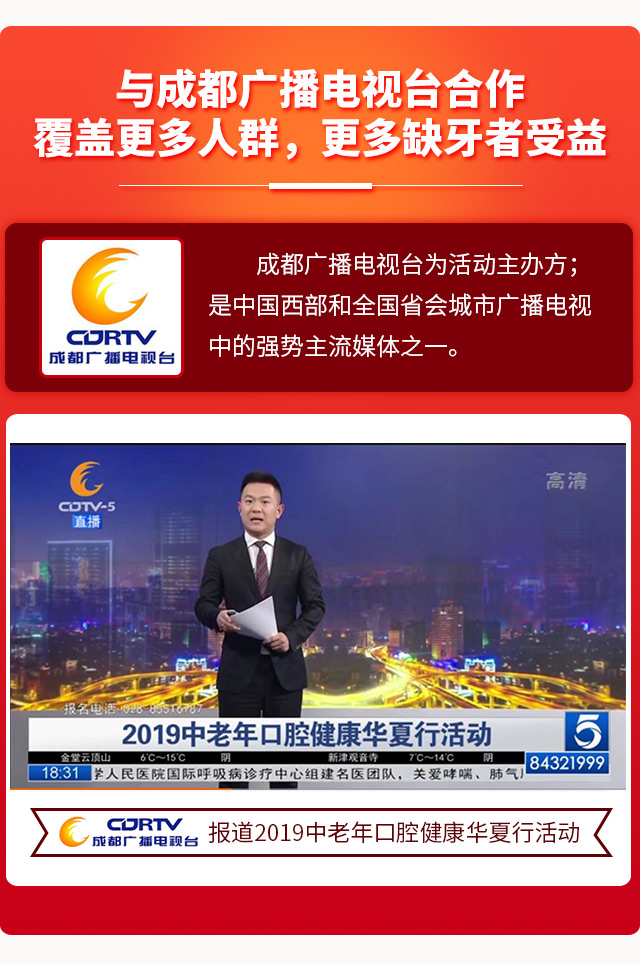 与成都广播电视台合作
覆盖更多人群，更多缺牙者受益
成都广播电视台为活动主办方；
是中国西部和全国省会城市广播电视
中的强势主流媒体之一。
CDRTV
成都广播电视台
CDTV-5
直播
高清
报名电话 028-85516787
2019中老年口腔健康华夏行活动
5
金堂云顶山 6℃～15℃ 阴 新津观音寺 7℃～14℃ 阴
84321999
18:31 学人民医院国际呼吸病诊疗中心组建名医团队，关爱哮喘、肺气
CDRTV
成都广播电视台
报道2019中老年口腔健康华夏行活动